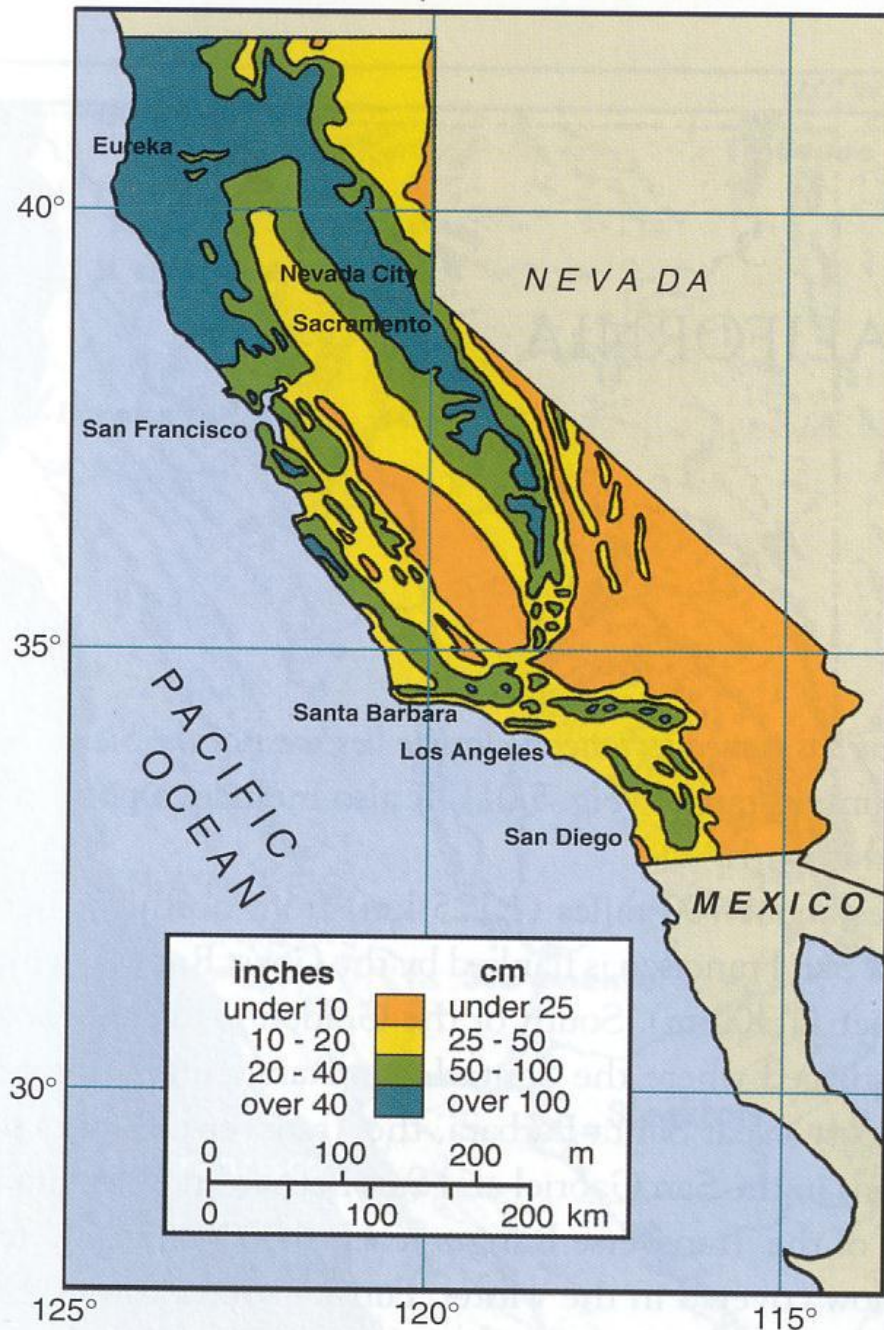 Eureka
40°
NEVADA
Nevada City
Sacramento
San Francisco
35°
PACIFIC
OCEAN
Santa Barbara
Los Angeles
San Diego
MEXICO
inches cm
under 10 under 25
10 - 20 25 - 50
20 - 40 50 - 100
over 40 over 100
30°
0 100 200 m
0 100 200 km
125° 120° 115°